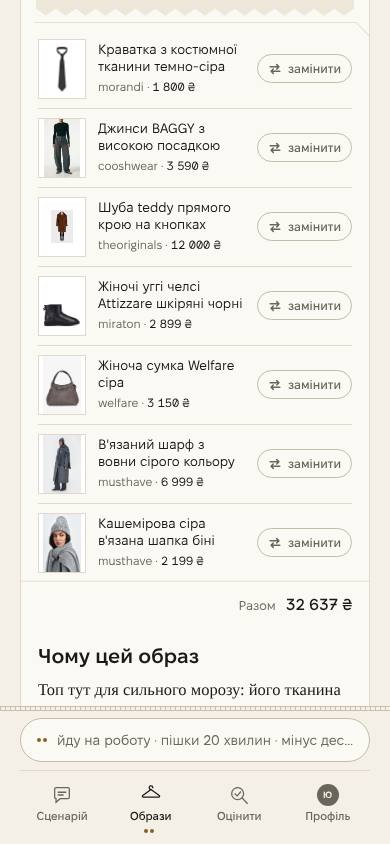 Краватка з костюмної
тканини темно-сіра
morandi · 1 800 ₴
замінити
Джинси BAGGY з
високою посадкою
cooshwear · 3 590 ₴
замінити
Шуба teddy прямого
крою на кнопках
theoriginals · 12 000 ₴
замінити
Жіночі уггі челсі
Attizzare шкіряні чорні
miraton · 2 899 ₴
замінити
Жіноча сумка Welfare
сіра
welfare · 3 150 ₴
замінити
В'язаний шарф з
вовни сірого кольору
musthave · 6 999 ₴
замінити
Кашемірова сіра
в'язана шапка біні
musthave · 2 199 ₴
замінити
Разом 32 637 ₴
Чому цей образ
Топ тут для сильного морозу: його тканина
йду на роботу · пішки 20 хвилин · мінус дес...
Сценарій
Образи
Оцінити
Ю
Профіль